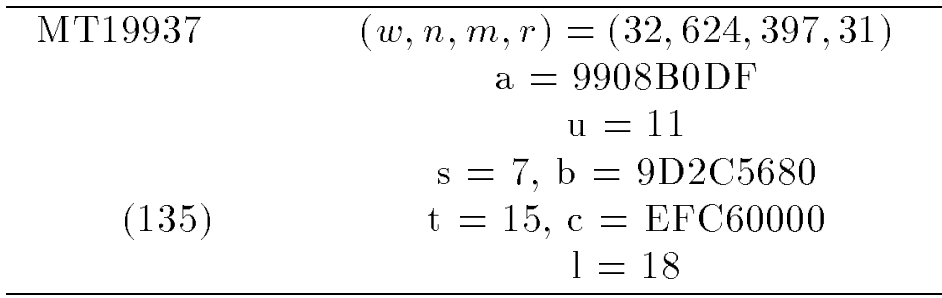 MT19937 (w, n, m, r) = (32, 624, 397, 31)
a = 9908B0DF
u = 11
s = 7, b = 9D2C5680
(135) t = 15, c = EFC60000
l = 18